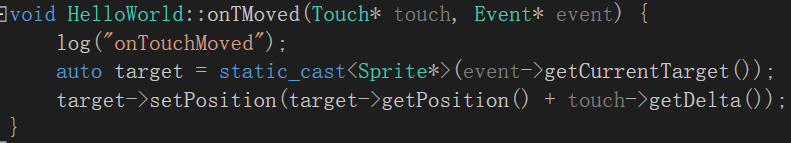 void HelloWorld::onTMoved(Touch* touch, Event* event) {
log("onTouchMoved");
auto target = static_cast<Sprite*>(event->getCurrentTarget());
target->setPosition(target->getPosition() + touch->getDelta());
}